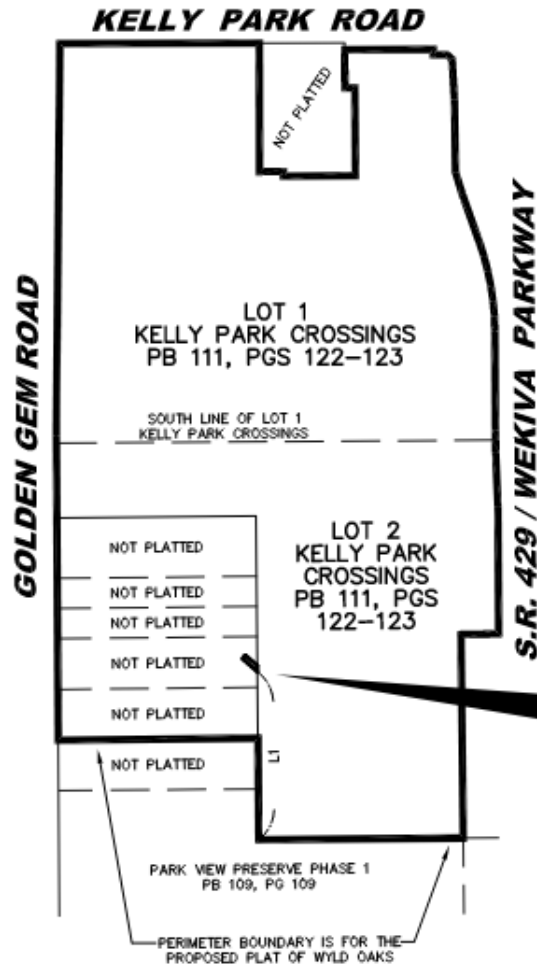 KELLY PARK ROAD
NOT PLATTED
GOLDEN GEM ROAD
S.R. 429 / WEKIVA PARKWAY
LOT 1
KELLY PARK CROSSINGS
PB 111, PGS 122-123
SOUTH LINE OF LOT 1
KELLY PARK CROSSINGS
LOT 2
KELLY PARK
CROSSINGS
PB 111, PGS
122-123
NOT PLATTED
NOT PLATTED
NOT PLATTED
NOT PLATTED
NOT PLATTED
NOT PLATTED
L1
PARK VIEW PRESERVE PHASE 1
PB 109, PG 109
PERIMETER BOUNDARY IS FOR THE
PROPOSED PLAT OF WYLD OAKS